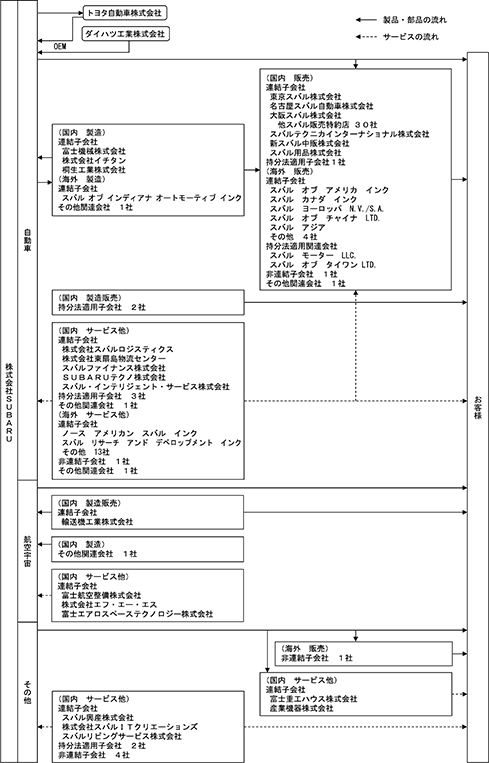 トヨタ自動車株式会社
ダイハツ工業株式会社
OEM
製品・部品の流れ
サービスの流れ
株式会社ＳＵＢＡＲＵ
自動車
お客様
(国内　製造)
連結子会社
富士機械株式会社
株式会社イチタン
桐生工業株式会社
(海外　製造)
連結子会社
スバル オブ インディアナ オートモーティブ インク
その他関連会社　１社
(国内　販売)
連結子会社
東京スバル株式会社
名古屋スバル自動車株式会社
大阪スバル株式会社
他スバル販売特約店　３０社
スバルテクニカインターナショナル株式会社
新スバル中販株式会社
スバル用品株式会社
持分法適用子会社１社
(海外　販売)
連結子会社
スバル　オブ　アメリカ　インク
スバル　カナダ　インク
スバル　ヨーロッパ　N.V./S.A.
スバル　オブ　チャイナ　LTD.
スバル　アジア
その他　４社
持分法適用関連会社
スバル　モーター　LLC.
スバル　オブ　タイワン LTD.
非連結子会社　１社
その他関連会社　１社
(国内　製造販売)
持分法適用子会社　２社
(国内　サービス他)
連結子会社
株式会社スバルロジスティクス
株式会社東扇島物流センター
スバルファイナンス株式会社
ＳＵＢＡＲＵテクノ株式会社
スバル・インテリジェント・サービス株式会社
持分法適用子会社　３社
その他関連会社　１社
(海外　サービス他)
連結子会社
ノース　アメリカン　スバル　インク
スバル　リサーチ　アンド　デベロップメント　インク
その他　13社
非連結子会社　１社
その他関連会社　１社
航空宇宙
(国内　製造販売)
連結子会社
輸送機工業株式会社
(国内　製造)
その他関連会社　１社
(国内　サービス他)
連結子会社
富士航空整備株式会社
株式会社エフ・エー・エス
富士エアロスペーステクノロジー株式会社
その他
(海外　販売)
非連結子会社　１社
(国内　サービス他)
連結子会社
富士重工ハウス株式会社
産業機器株式会社
(国内　サービス他)
連結子会社
スバル興産株式会社
株式会社スバルＩＴクリエーションズ
スバルリビングサービス株式会社
持分法適用子会社　２社
非連結子会社　４社